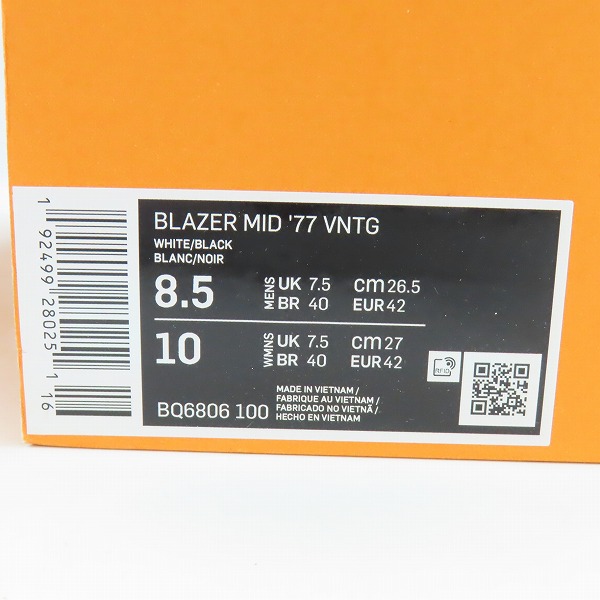 BLAZER MID '77 VNTG
WHITE/BLACK
BLANC/NOIR
8.5 MENS UK 7.5 cm 26.5
BR 40 EUR 42
10 WMNS UK 7.5 cm 27
BR 40 EUR 42
RFID
BQ6806 100
MADE IN VIETNAM /
FABRIQUE AU VIETNAM /
FABRICADO NO VIETNÃ /
HECHO EN VIETNAM
1 92499 28025 1 16